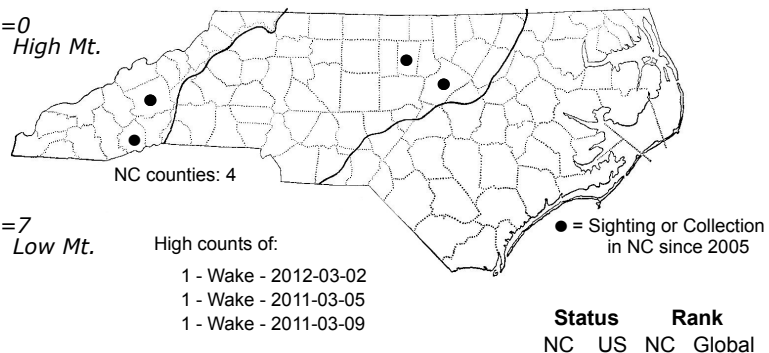 =0
High Mt.
NC counties: 4
=7
Low Mt.
High counts of:
1 - Wake - 2012-03-02
1 - Wake - 2011-03-05
1 - Wake - 2011-03-09
● = Sighting or Collection
in NC since 2005
Status Rank
NC US NC Global